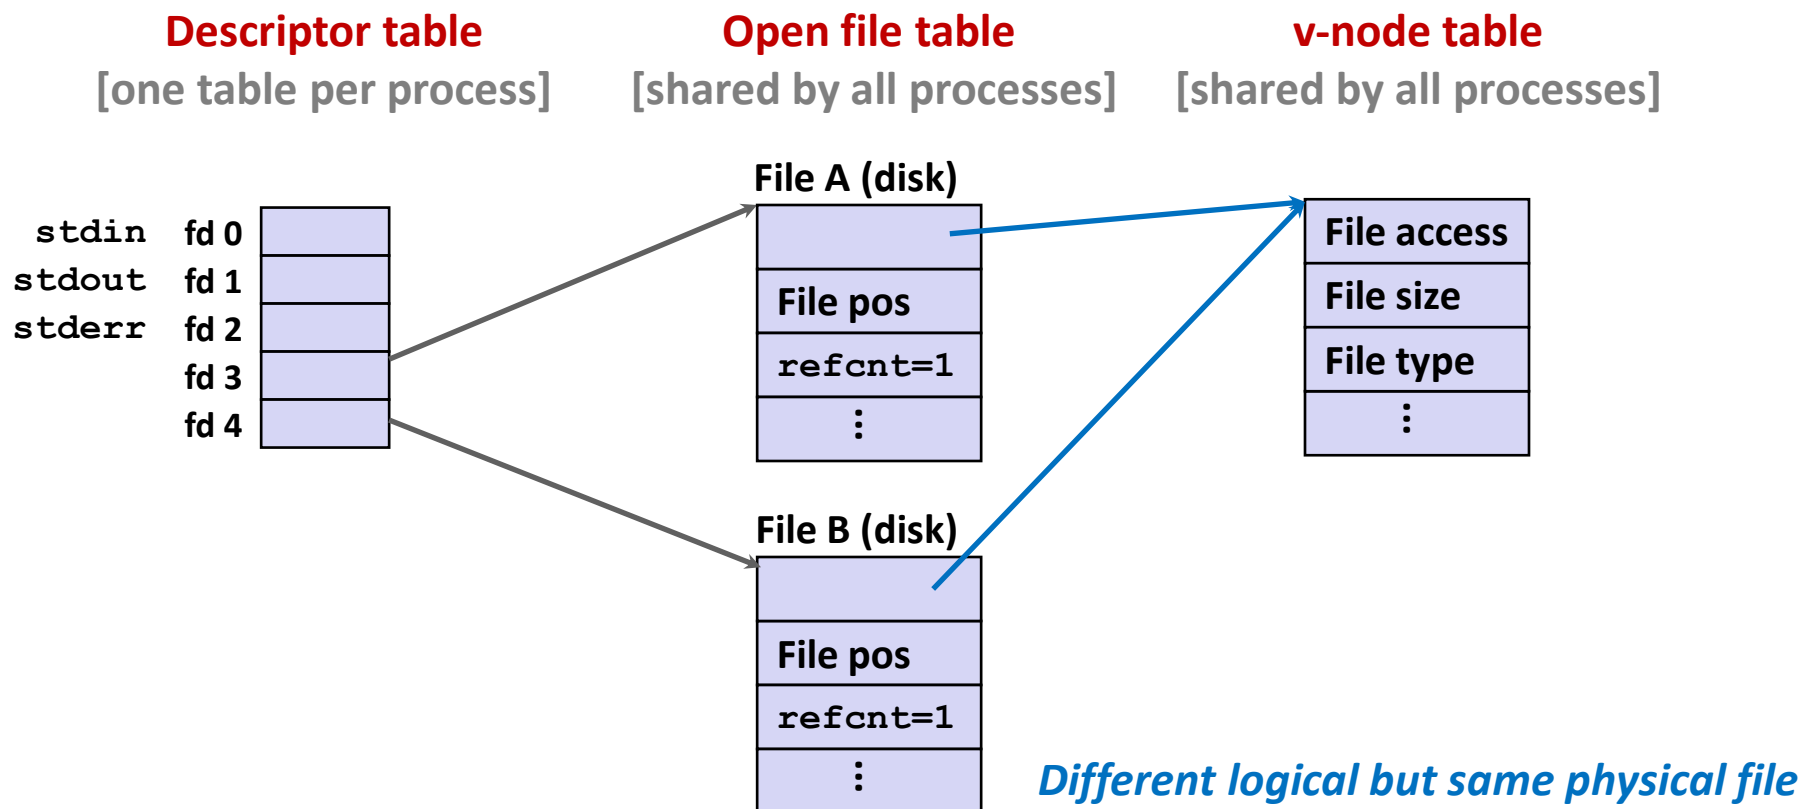 Descriptor table
[one table per process]
Open file table
[shared by all processes]
v-node table
[shared by all processes]
stdin fd 0
stdout fd 1
stderr fd 2
fd 3
fd 4
File A (disk)
File pos
refcnt=1
⋮
File B (disk)
File pos
refcnt=1
⋮
File access
File size
File type
⋮
Different logical but same physical file